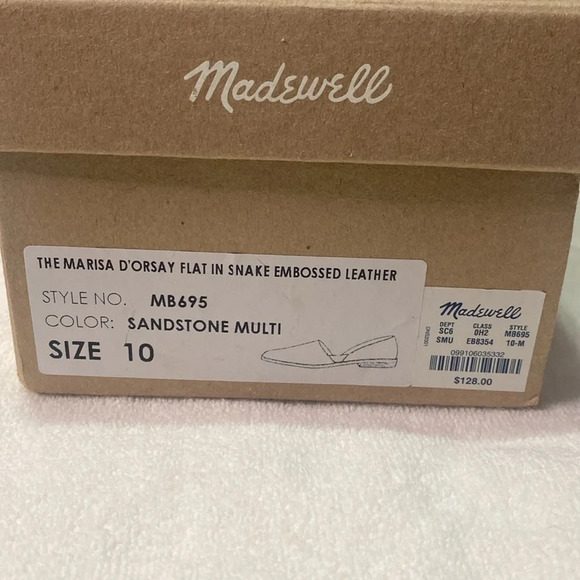 Madewell
THE MARISA D'ORSAY FLAT IN SNAKE EMBOSSED LEATHER
STYLE NO. MB695
COLOR: SANDSTONE MULTI
SIZE 10
Madewell
DEPT CLASS STYLE
SC6 0H2 MB695
SMU EB8354 10-M
099106035332
$128.00